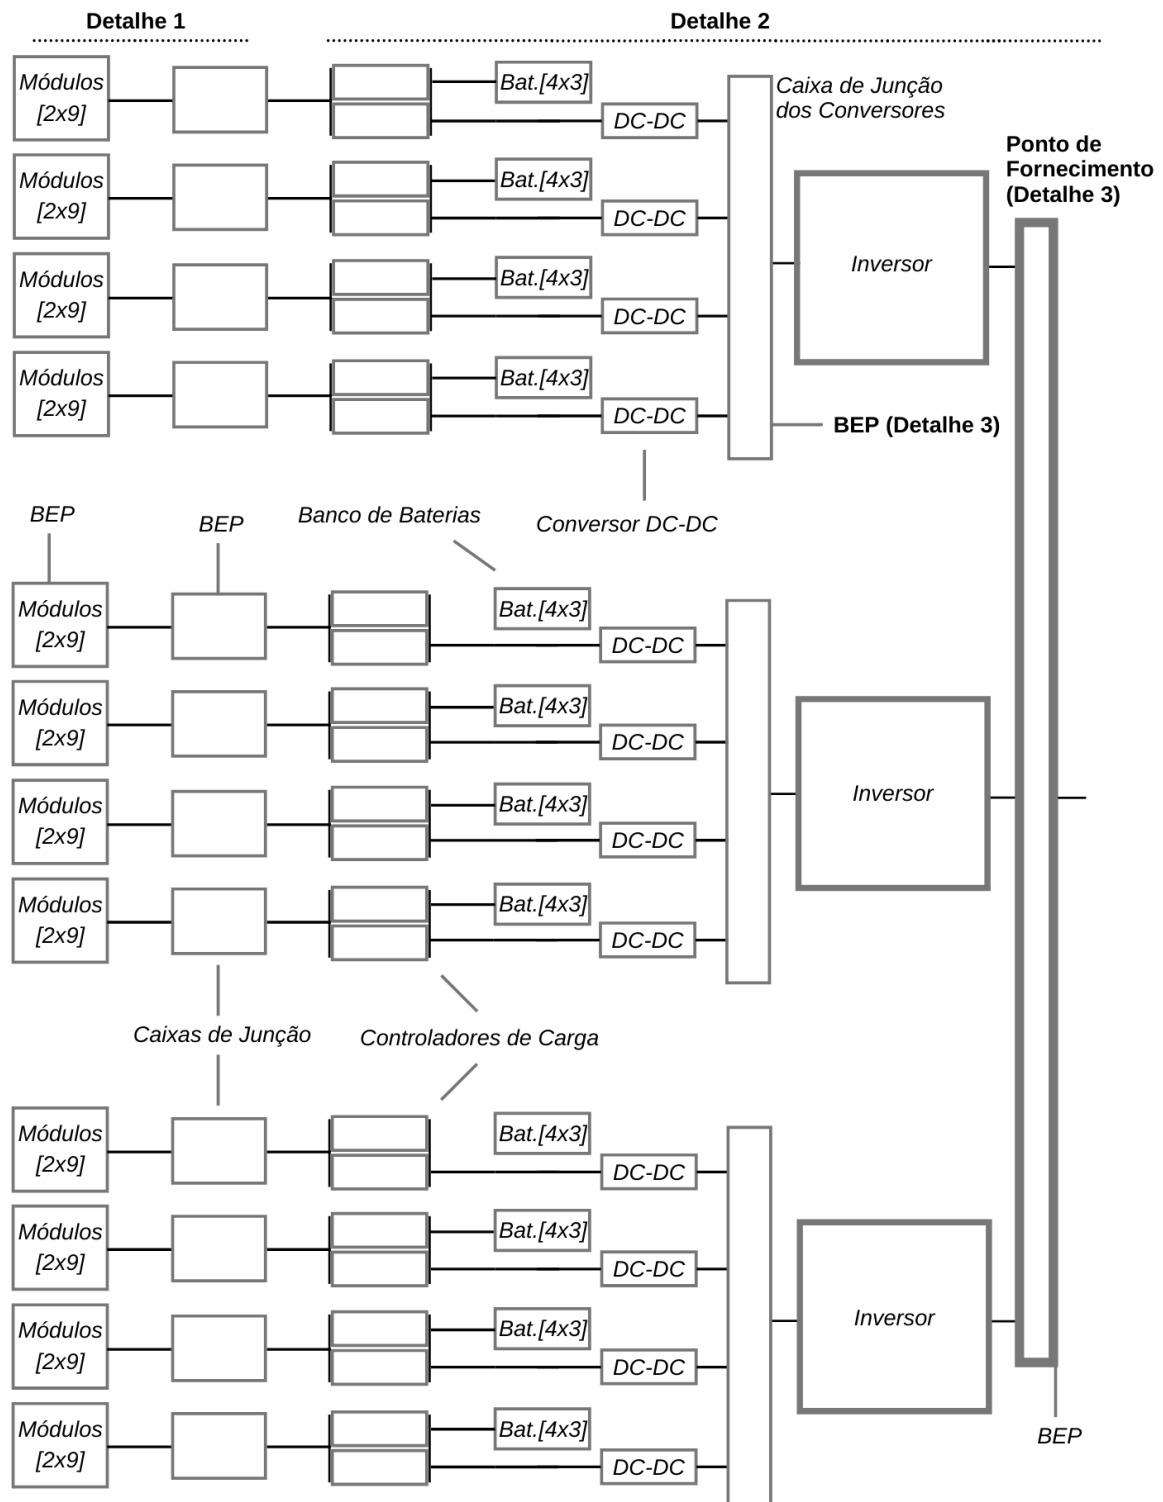 Detalhe 1
Detalhe 2
Módulos
[2x9]
Bat.[4x3]
DC-DC
Caixa de Junção
dos Conversores
Módulos
[2x9]
Bat.[4x3]
DC-DC
Ponto de
Fornecimento
(Detalhe 3)
Módulos
[2x9]
Bat.[4x3]
DC-DC
Inversor
Módulos
[2x9]
Bat.[4x3]
DC-DC
BEP (Detalhe 3)
BEP
BEP
Banco de Baterias
Conversor DC-DC
Módulos
[2x9]
Bat.[4x3]
DC-DC
Módulos
[2x9]
Bat.[4x3]
DC-DC
Módulos
[2x9]
Bat.[4x3]
DC-DC
Inversor
Módulos
[2x9]
Bat.[4x3]
DC-DC
Caixas de Junção
Controladores de Carga
Módulos
[2x9]
Bat.[4x3]
DC-DC
Módulos
[2x9]
Bat.[4x3]
DC-DC
Módulos
[2x9]
Bat.[4x3]
DC-DC
Inversor
Módulos
[2x9]
Bat.[4x3]
DC-DC
BEP